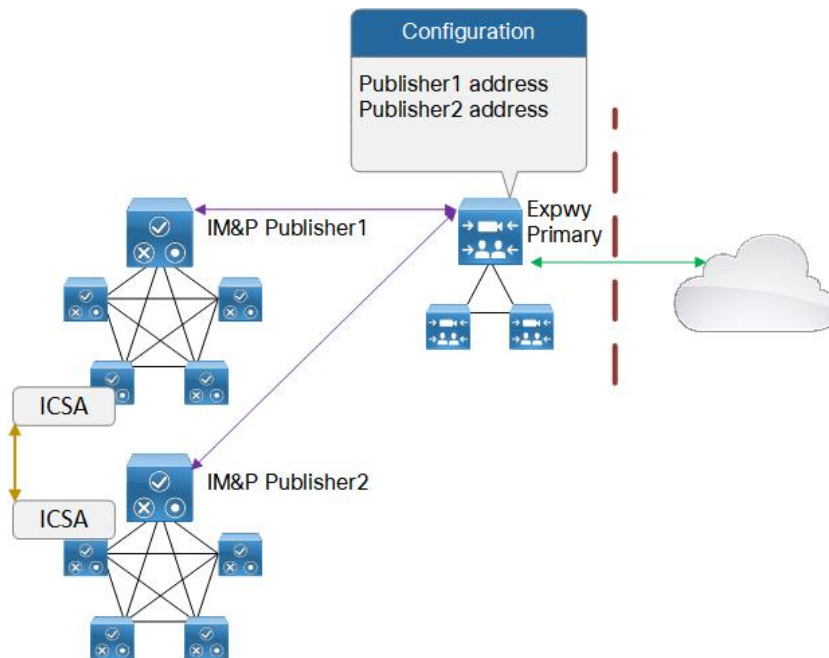 Configuration
Publisher1 address
Publisher2 address
IM&P Publisher1
Expwy
Primary
ICSA
IM&P Publisher2
ICSA